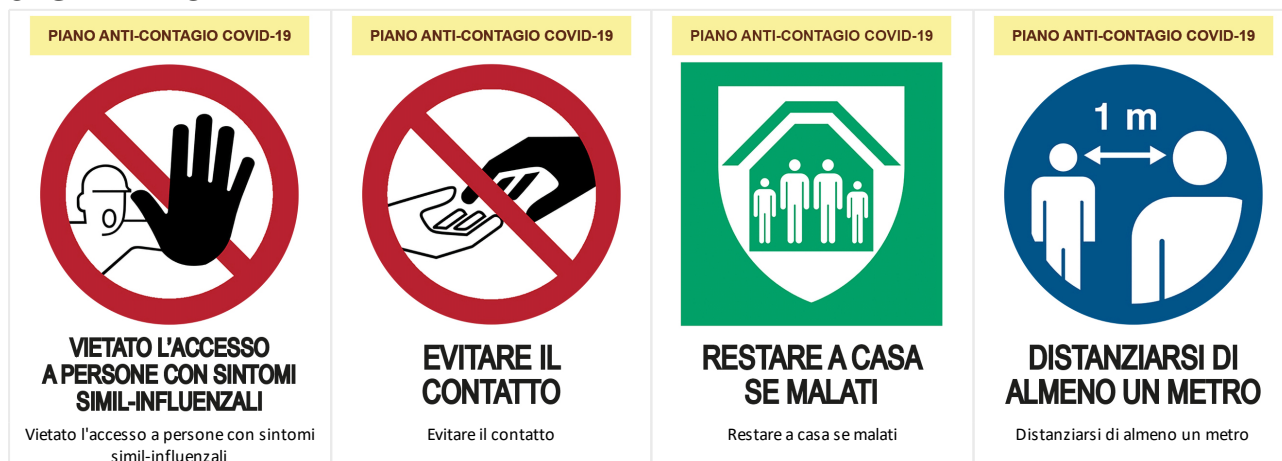 PIANO ANTI-CONTAGIO COVID-19
VIETATO L'ACCESSO
A PERSONE CON SINTOMI
SIMIL-INFLUENZALI
Vietato l'accesso a persone con sintomi
simil-influenzali
PIANO ANTI-CONTAGIO COVID-19
EVITARE IL
CONTATTO
Evitare il contatto
PIANO ANTI-CONTAGIO COVID-19
RESTARE A CASA
SE MALATI
Restare a casa se malati
PIANO ANTI-CONTAGIO COVID-19
1 m
DISTANZIARSI DI
ALMENO UN METRO
Distanziarsi di almeno un metro